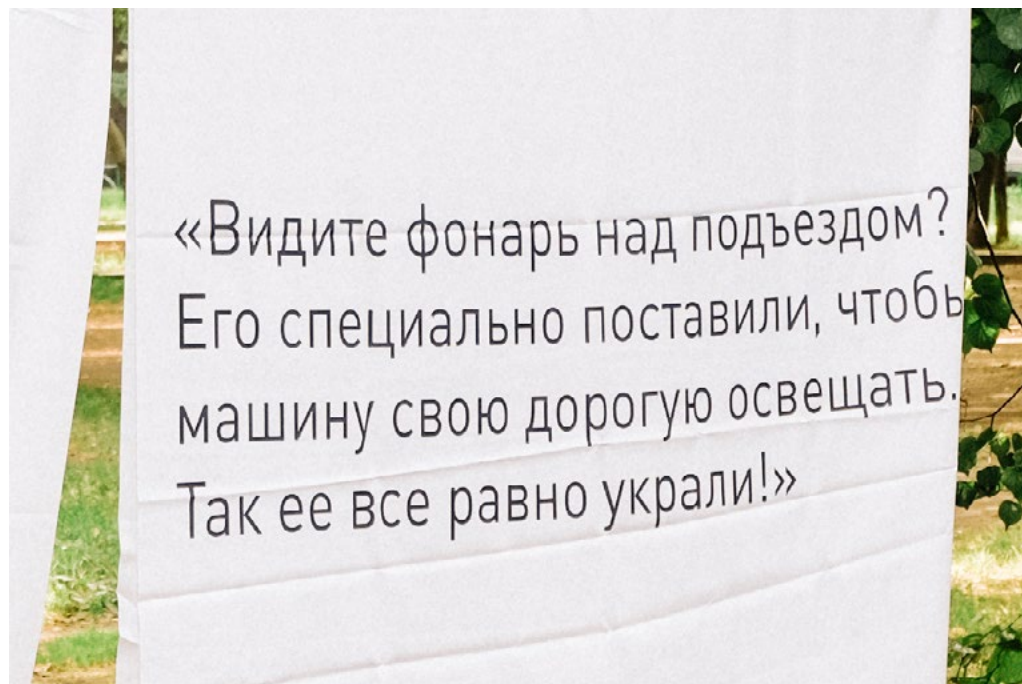 «Видите фонарь над подъездом?
Его специально поставили, чтобы
машину свою дорогую освещать.
Так ее все равно украли!»